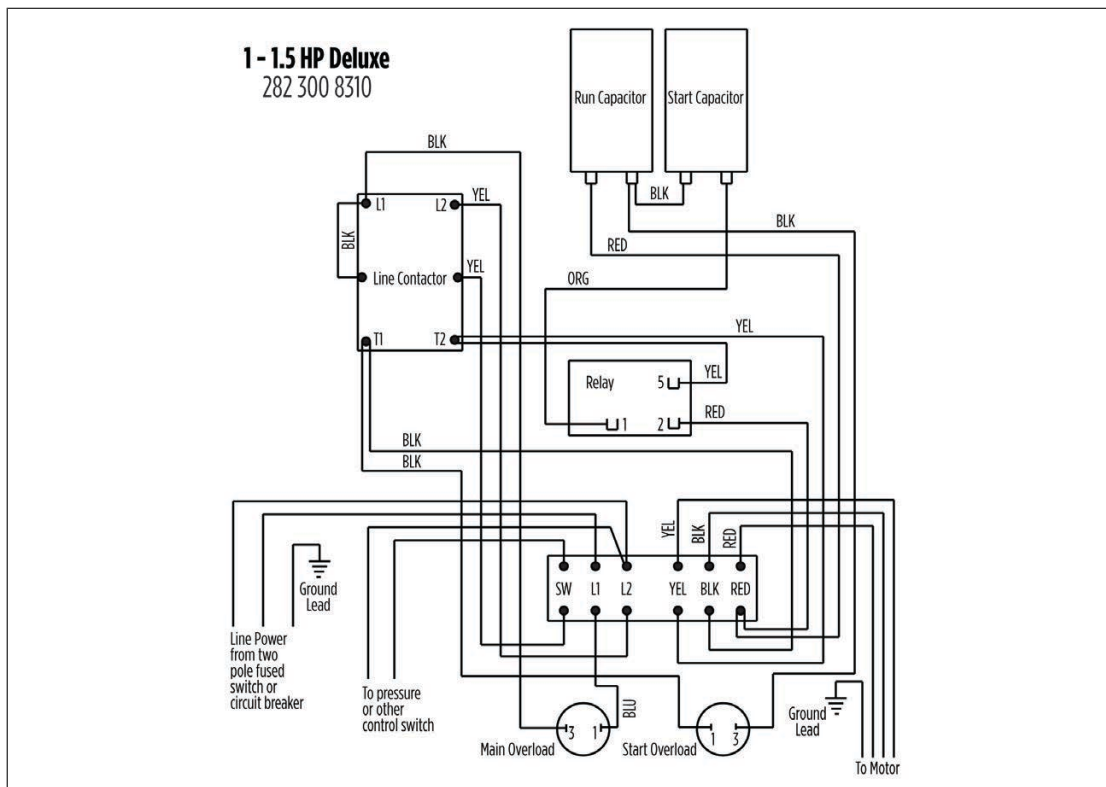 1 - 1.5 HP Deluxe
282 300 8310
Run Capacitor
Start Capacitor
BLK
BLK
L1
L2
YEL
BLK
BLK
RED
Line Contactor
YEL
ORG
T1
T2
YEL
Relay
5
YEL
1
2
RED
BLK
BLK
YEL
BLK
RED
Ground
Lead
SW
L1
L2
YEL
BLK
RED
Line Power
from two
pole fused
switch or
circuit breaker
To pressure
or other
control switch
BLU
3
1
Main Overload
1
3
Start Overload
Ground
Lead
To Motor